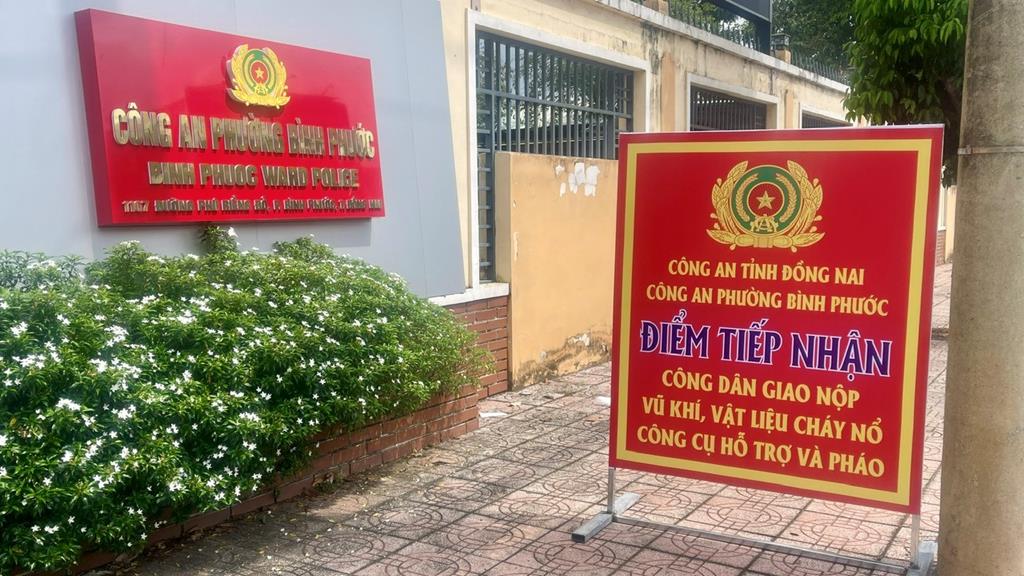 CÔNG AN PHƯỜNG BÌNH PHƯỚC
BINH PHUOC WARD POLICE
CÔNG AN TỈNH ĐỒNG NAI
CÔNG AN PHƯỜNG BÌNH PHƯỚC
ĐIỂM TIẾP NHẬN
CÔNG DÂN GIAO NỘP
VŨ KHÍ, VẬT LIỆU CHÁY NỔ
CÔNG CỤ HỖ TRỢ VÀ PHÁO